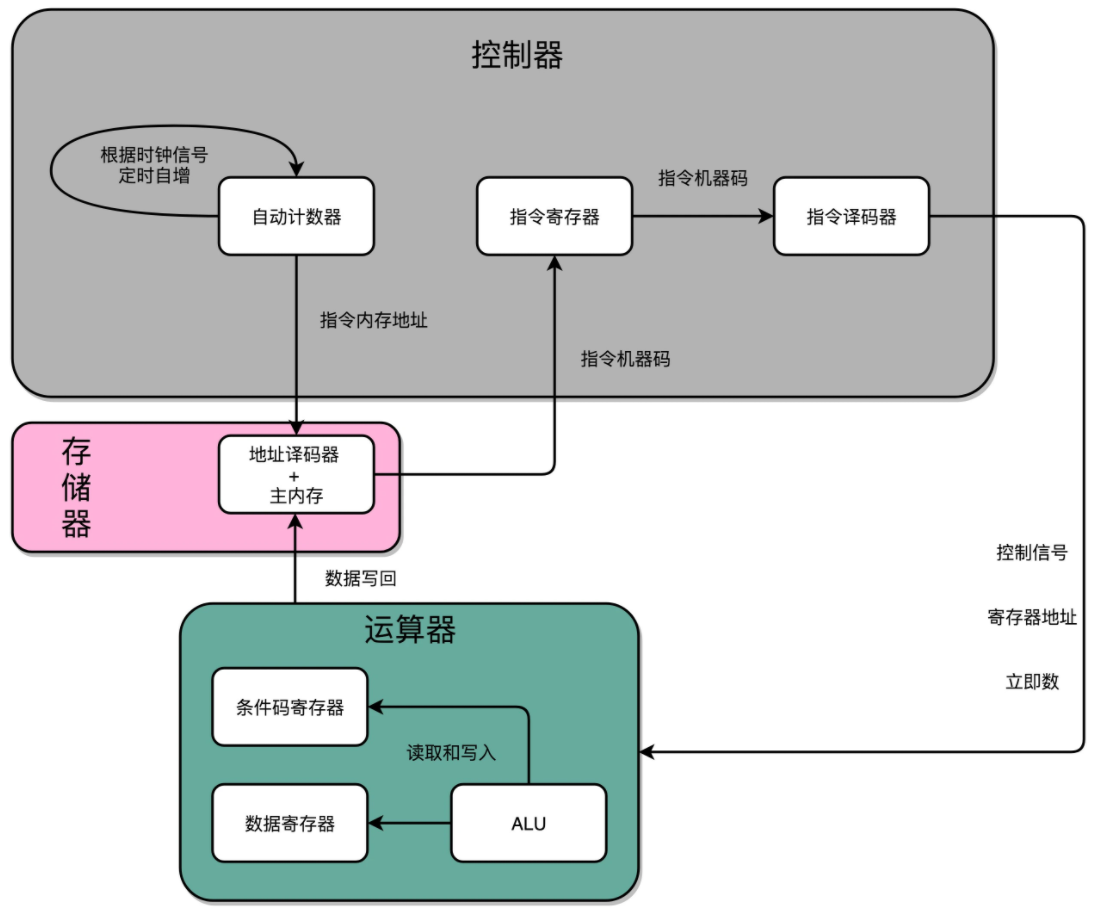 控制器
根据时钟信号
定时自增
自动计数器
指令寄存器
指令机器码
指令译码器
指令内存地址
指令机器码
存
储
器
地址译码器
+
主内存
数据写回
控制信号
寄存器地址
立即数
运算器
条件码寄存器
读取和写入
数据寄存器
ALU